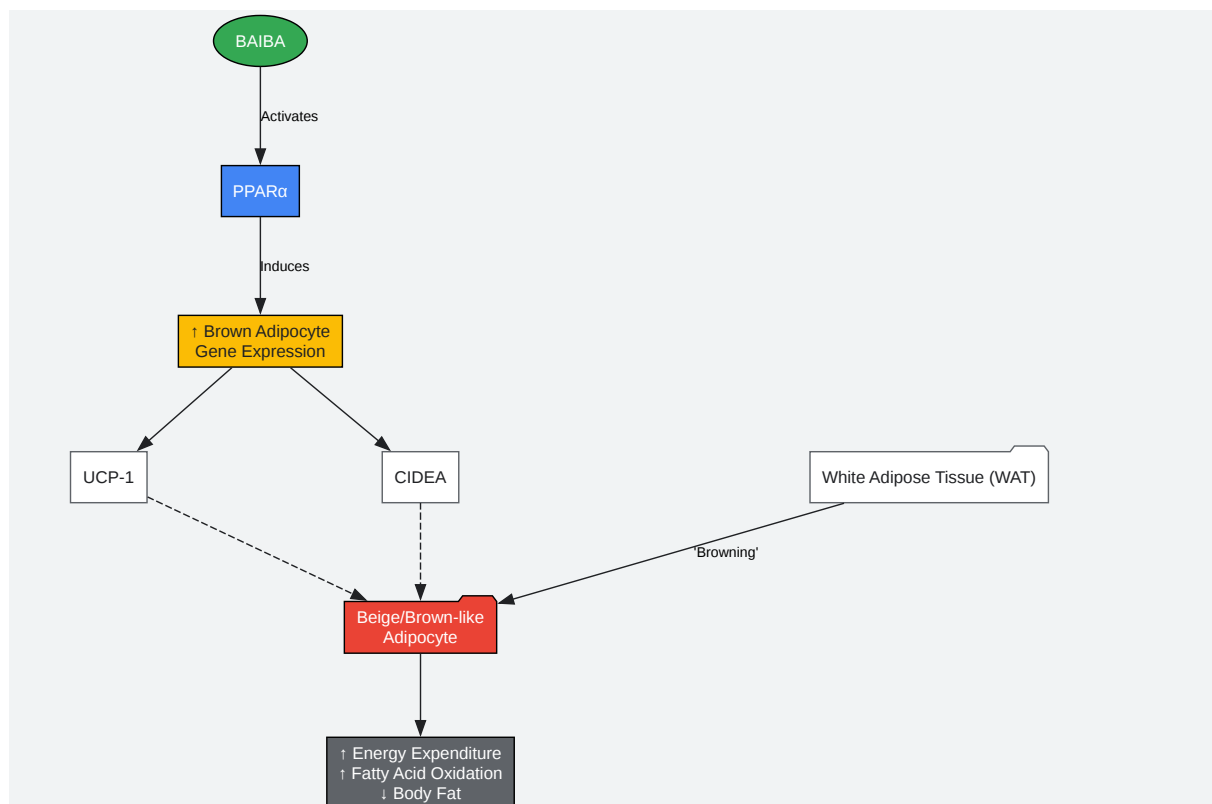 BAIBA
Activates
PPARα
Induces
↑ Brown Adipocyte
Gene Expression
UCP-1
CIDEA
White Adipose Tissue (WAT)
'Browning'
Beige/Brown-like
Adipocyte
↑ Energy Expenditure
↑ Fatty Acid Oxidation
↓ Body Fat